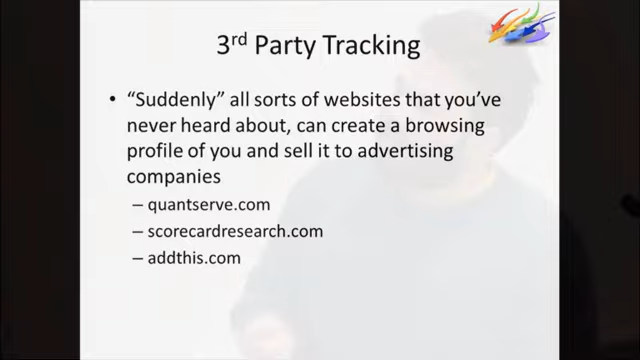 3rd Party Tracking
• “Suddenly” all sorts of websites that you’ve
never heard about, can create a browsing
profile of you and sell it to advertising
companies
– quantserve.com
– scorecardresearch.com
– addthis.com